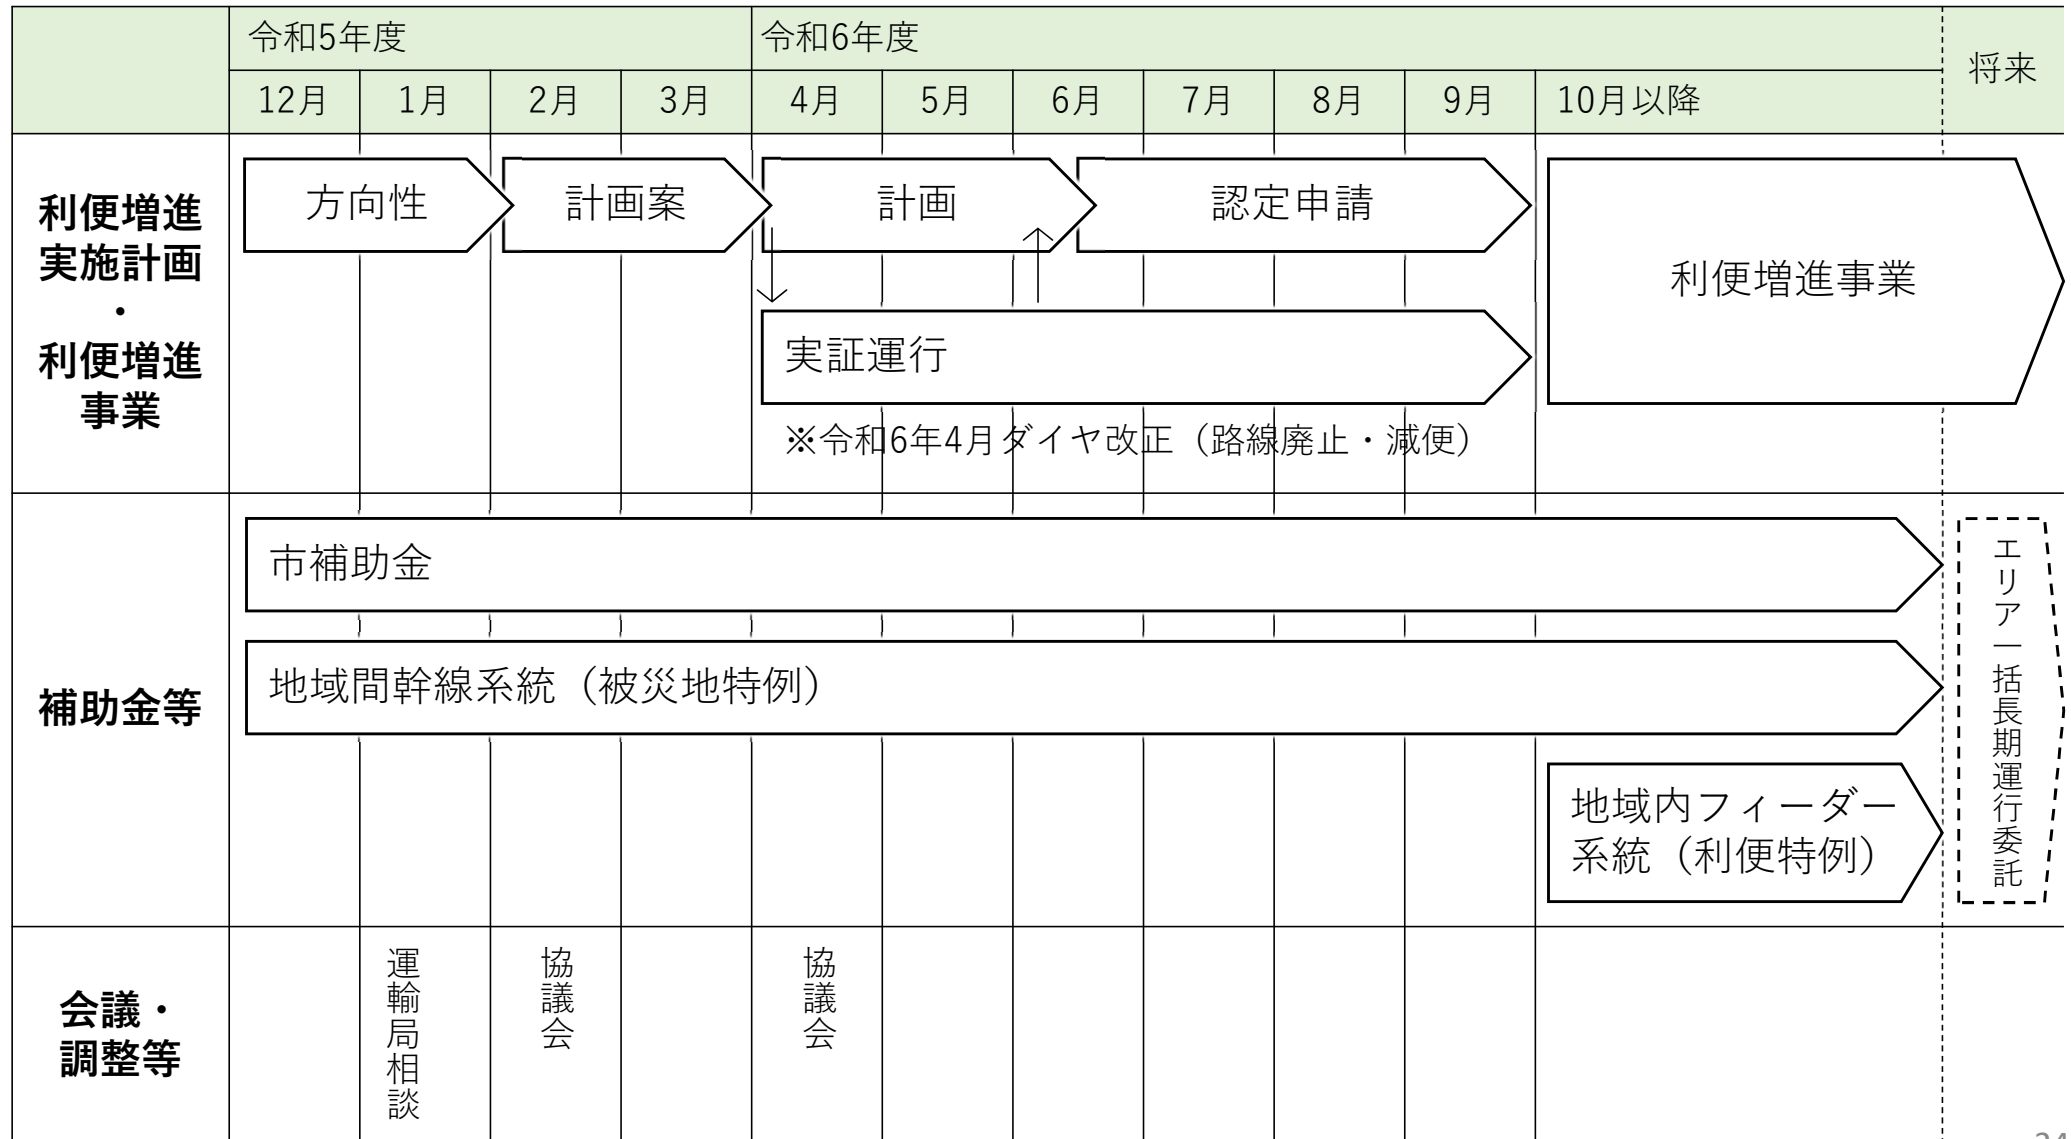 令和5年度
令和6年度
将来
12月
1月
2月
3月
4月
5月
6月
7月
8月
9月
10月以降
利便増進
実施計画
・
利便増進
事業
方向性
計画案
計画
認定申請
利便増進事業
実証運行
※令和6年4月ダイヤ改正（路線廃止・減便）
補助金等
市補助金
地域間幹線系統（被災地特例）
地域内フィーダー
系統（利便特例）
エリア一括長期運行委託
会議・
調整等
運輸局相談
協議会
協議会